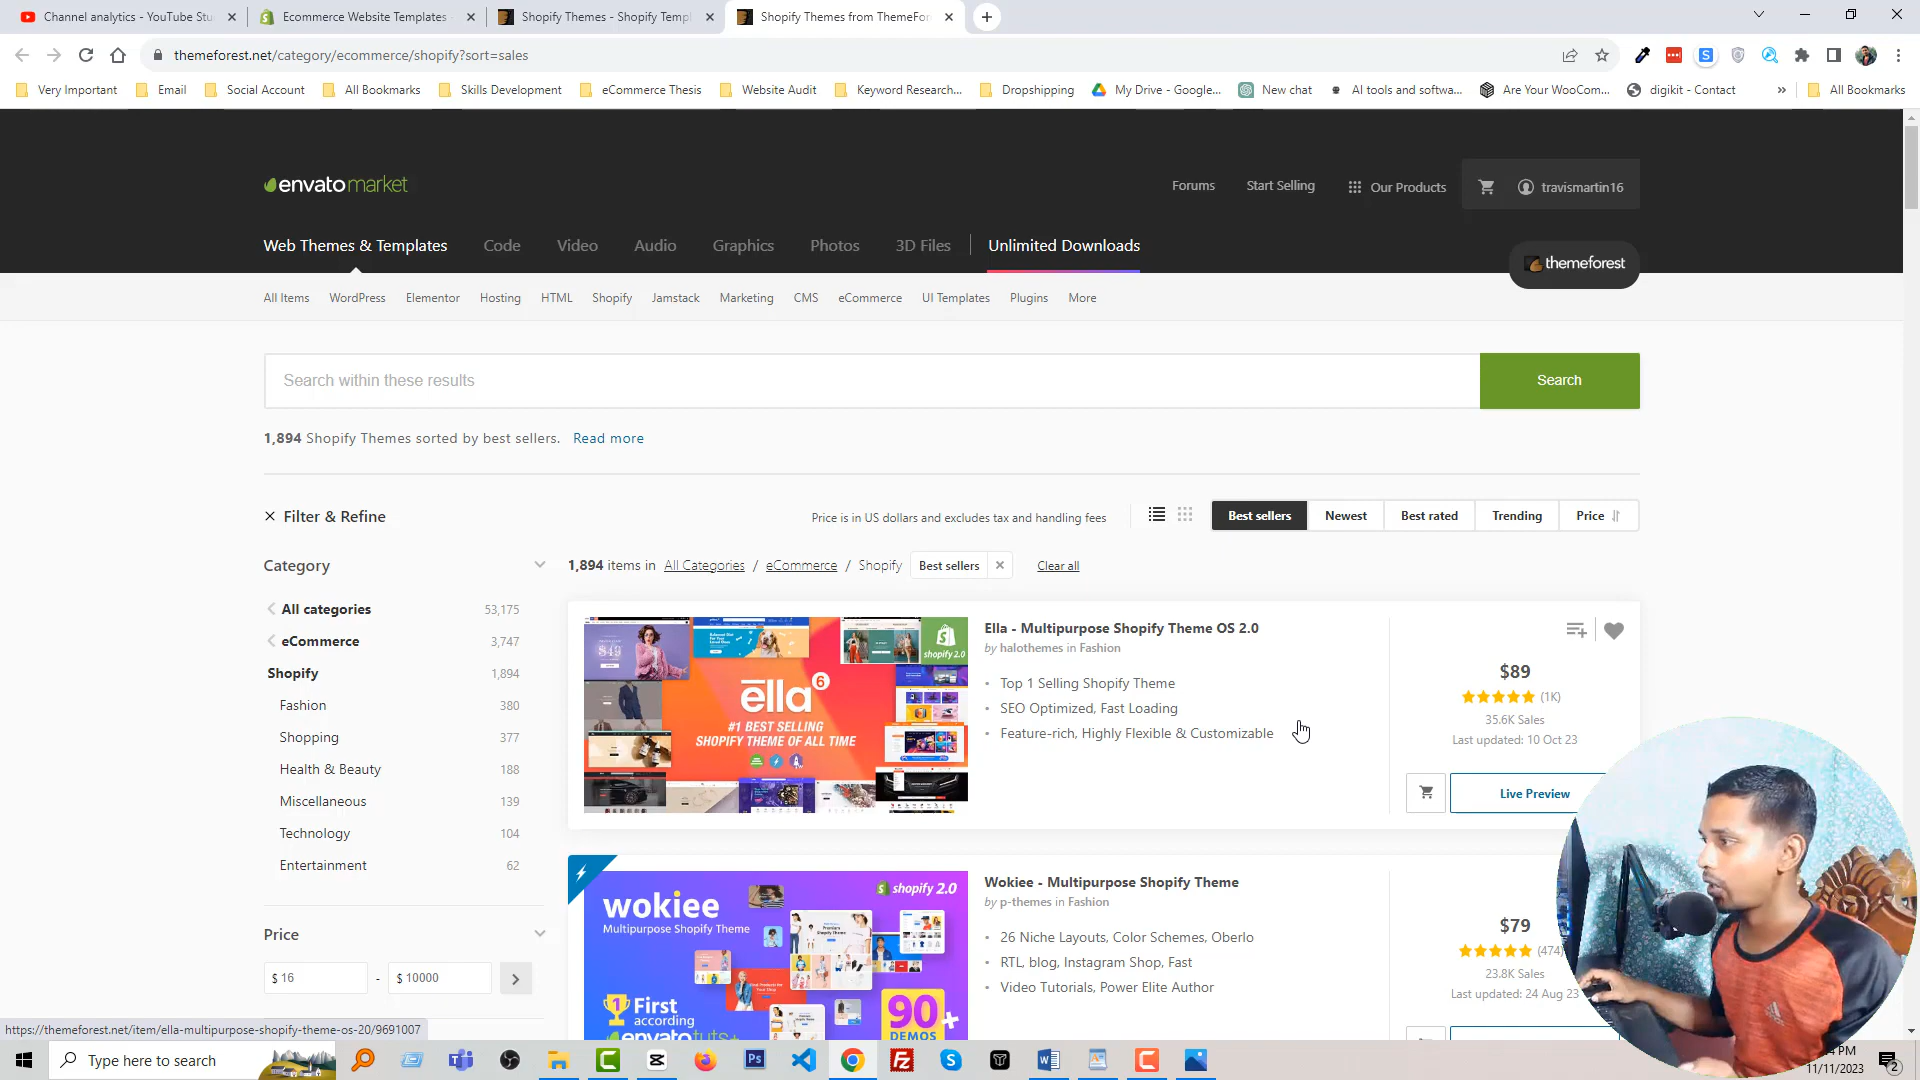 Channel analytics - YouTube Stu
Ecommerce Website Templates -
Shopify Themes - Shopify Templ
Shopify Themes from ThemeFor
themeforest.net/category/ecommerce/shopify?sort=sales
Very Important
Email
Social Account
All Bookmarks
Skills Development
eCommerce Thesis
Website Audit
Keyword Research...
Dropshipping
My Drive - Google...
New chat
AI tools and softwa...
Are Your WooCom...
digikit - Contact
»
All Bookmarks
envatomarket
Forums
Start Selling
Our Products
travismartin16
Web Themes & Templates
Code
Video
Audio
Graphics
Photos
3D Files
Unlimited Downloads
themeforest
All Items
WordPress
Elementor
Hosting
HTML
Shopify
Jamstack
Marketing
CMS
eCommerce
UI Templates
Plugins
More
Search within these results
Search
1,894 Shopify Themes sorted by best sellers. Read more
Filter & Refine
Price is in US dollars and excludes tax and handling fees
Best sellers
Newest
Best rated
Trending
Price
Category
1,894 items in All Categories / eCommerce / Shopify
Best sellers
Clear all
All categories 53,175
eCommerce 3,747
Shopify 1,894
Fashion 380
Shopping 377
Health & Beauty 188
Miscellaneous 139
Technology 104
Entertainment 62
Price
$ 16 - $ 10000
$49
shopify 2.0
ella 6
#1 BEST SELLING
SHOPIFY THEME OF ALL TIME
Ella - Multipurpose Shopify Theme OS 2.0
by halothemes in Fashion
• Top 1 Selling Shopify Theme
• SEO Optimized, Fast Loading
• Feature-rich, Highly Flexible & Customizable
$89
(1K)
35.6K Sales
Last updated: 10 Oct 23
Live Preview
shopify 2.0
wokiee
Multipurpose Shopify Theme
1
First
according
envatotuts+
90+
DEMOS
Wokiee - Multipurpose Shopify Theme
by p-themes in Fashion
• 26 Niche Layouts, Color Schemes, Oberlo
• RTL, blog, Instagram Shop, Fast
• Video Tutorials, Power Elite Author
$79
(474)
23.8K Sales
Last updated: 24 Aug 23
https://themeforest.net/item/ella-multipurpose-shopify-theme-os-20/9691007
Type here to search
PM
11/11/2023
2